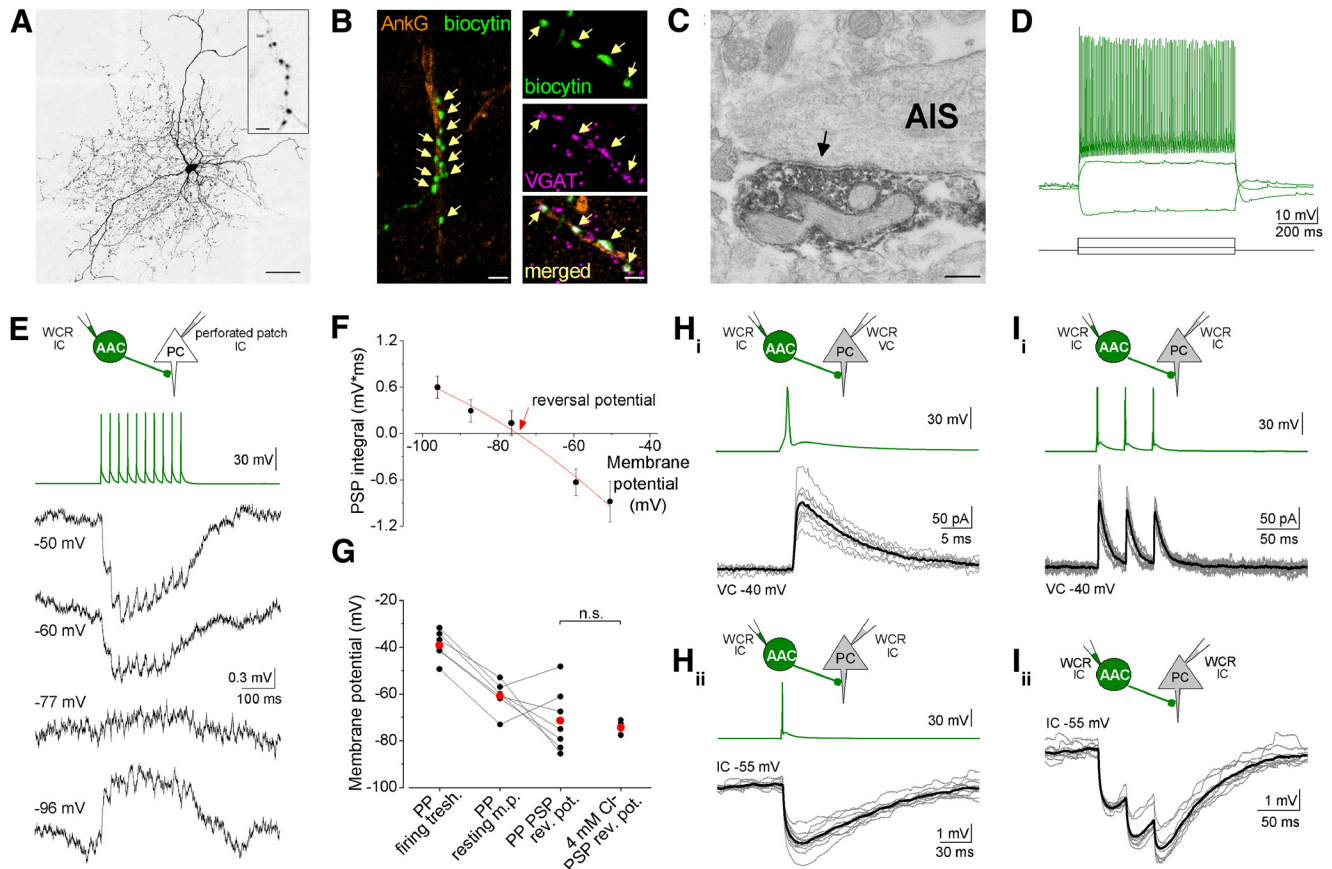 A
B
AnkG biocytin
biocytin
VGAT
merged
C
AIS
D
10 mV
200 ms
E
WCR
IC
AAC
PC
perforated patch
IC
30 mV
-50 mV
-60 mV
0.3 mV
100 ms
-77 mV
-96 mV
F
PSP integral (mV*ms)
1.2
0.6
0.0
-0.6
-1.2
-100
-80
-60
-40
reversal potential
Membrane
potential
(mV)
G
Membrane potential (mV)
-20
-40
-60
-80
-100
n.s.
PP
firing tresh.
PP
resting m.p.
PP PSP
rev. pot.
4 mM Cl-
PSP rev. pot.
Hi
WCR
IC
AAC
PC
WCR
VC
30 mV
50 pA
5 ms
VC -40 mV
Hii
WCR
IC
AAC
PC
WCR
IC
30 mV
IC -55 mV
1 mV
30 ms
Ii
WCR
IC
AAC
PC
WCR
IC
30 mV
50 pA
50 ms
VC -40 mV
Iii
WCR
IC
AAC
PC
WCR
IC
IC -55 mV
1 mV
50 ms